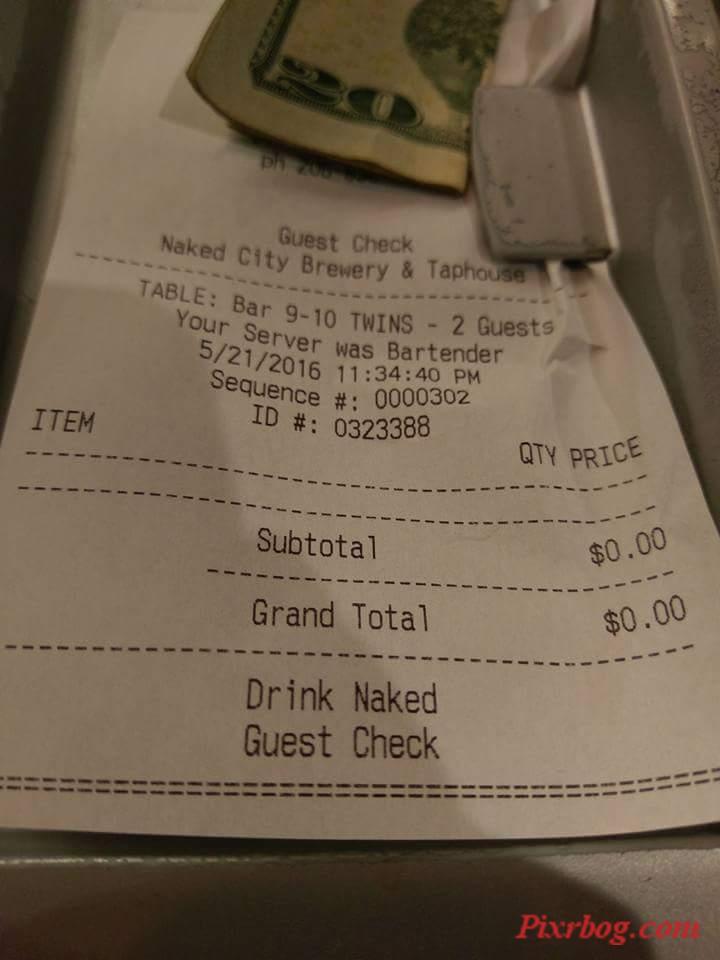 20
ph 206
Guest Check
Naked City Brewery & Taphouse
TABLE: Bar 9-10 TWINS - 2 Guests
Your Server was Bartender
5/21/2016 11:34:40 PM
Sequence #: 0000302
ID #: 0323388
ITEM QTY PRICE
Subtotal $0.00
Grand Total $0.00
Drink Naked
Guest Check
Pixrbog.com